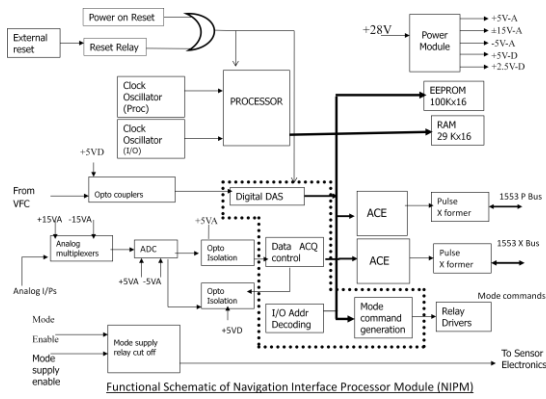 Power on Reset
External
reset
Reset Relay
+28V
Power
Module
+5V-A
±15V-A
-5V-A
+5V-D
+2.5V-D
Clock
Oscillator
(Proc)
PROCESSOR
EEPROM
100Kx16
Clock
Oscillator
(I/O)
RAM
29 Kx16
+5VD
From
VFC
Opto couplers
Digital DAS
+15VA
-15VA
+5VA
Analog
multiplexers
ADC
Opto
Isolation
Data ACQ
control
ACE
Pulse
X former
1553 P Bus
ACE
Pulse
X former
1553 X Bus
Analog I/Ps
+5VA
-5VA
Opto
Isolation
+5VD
I/O Addr
Decoding
Mode
command
generation
Relay
Drivers
Mode commands
Mode
Enable
Mode
supply
enable
Mode supply
relay cut off
To Sensor
Electronics
Functional Schematic of Navigation Interface Processor Module (NIPM)